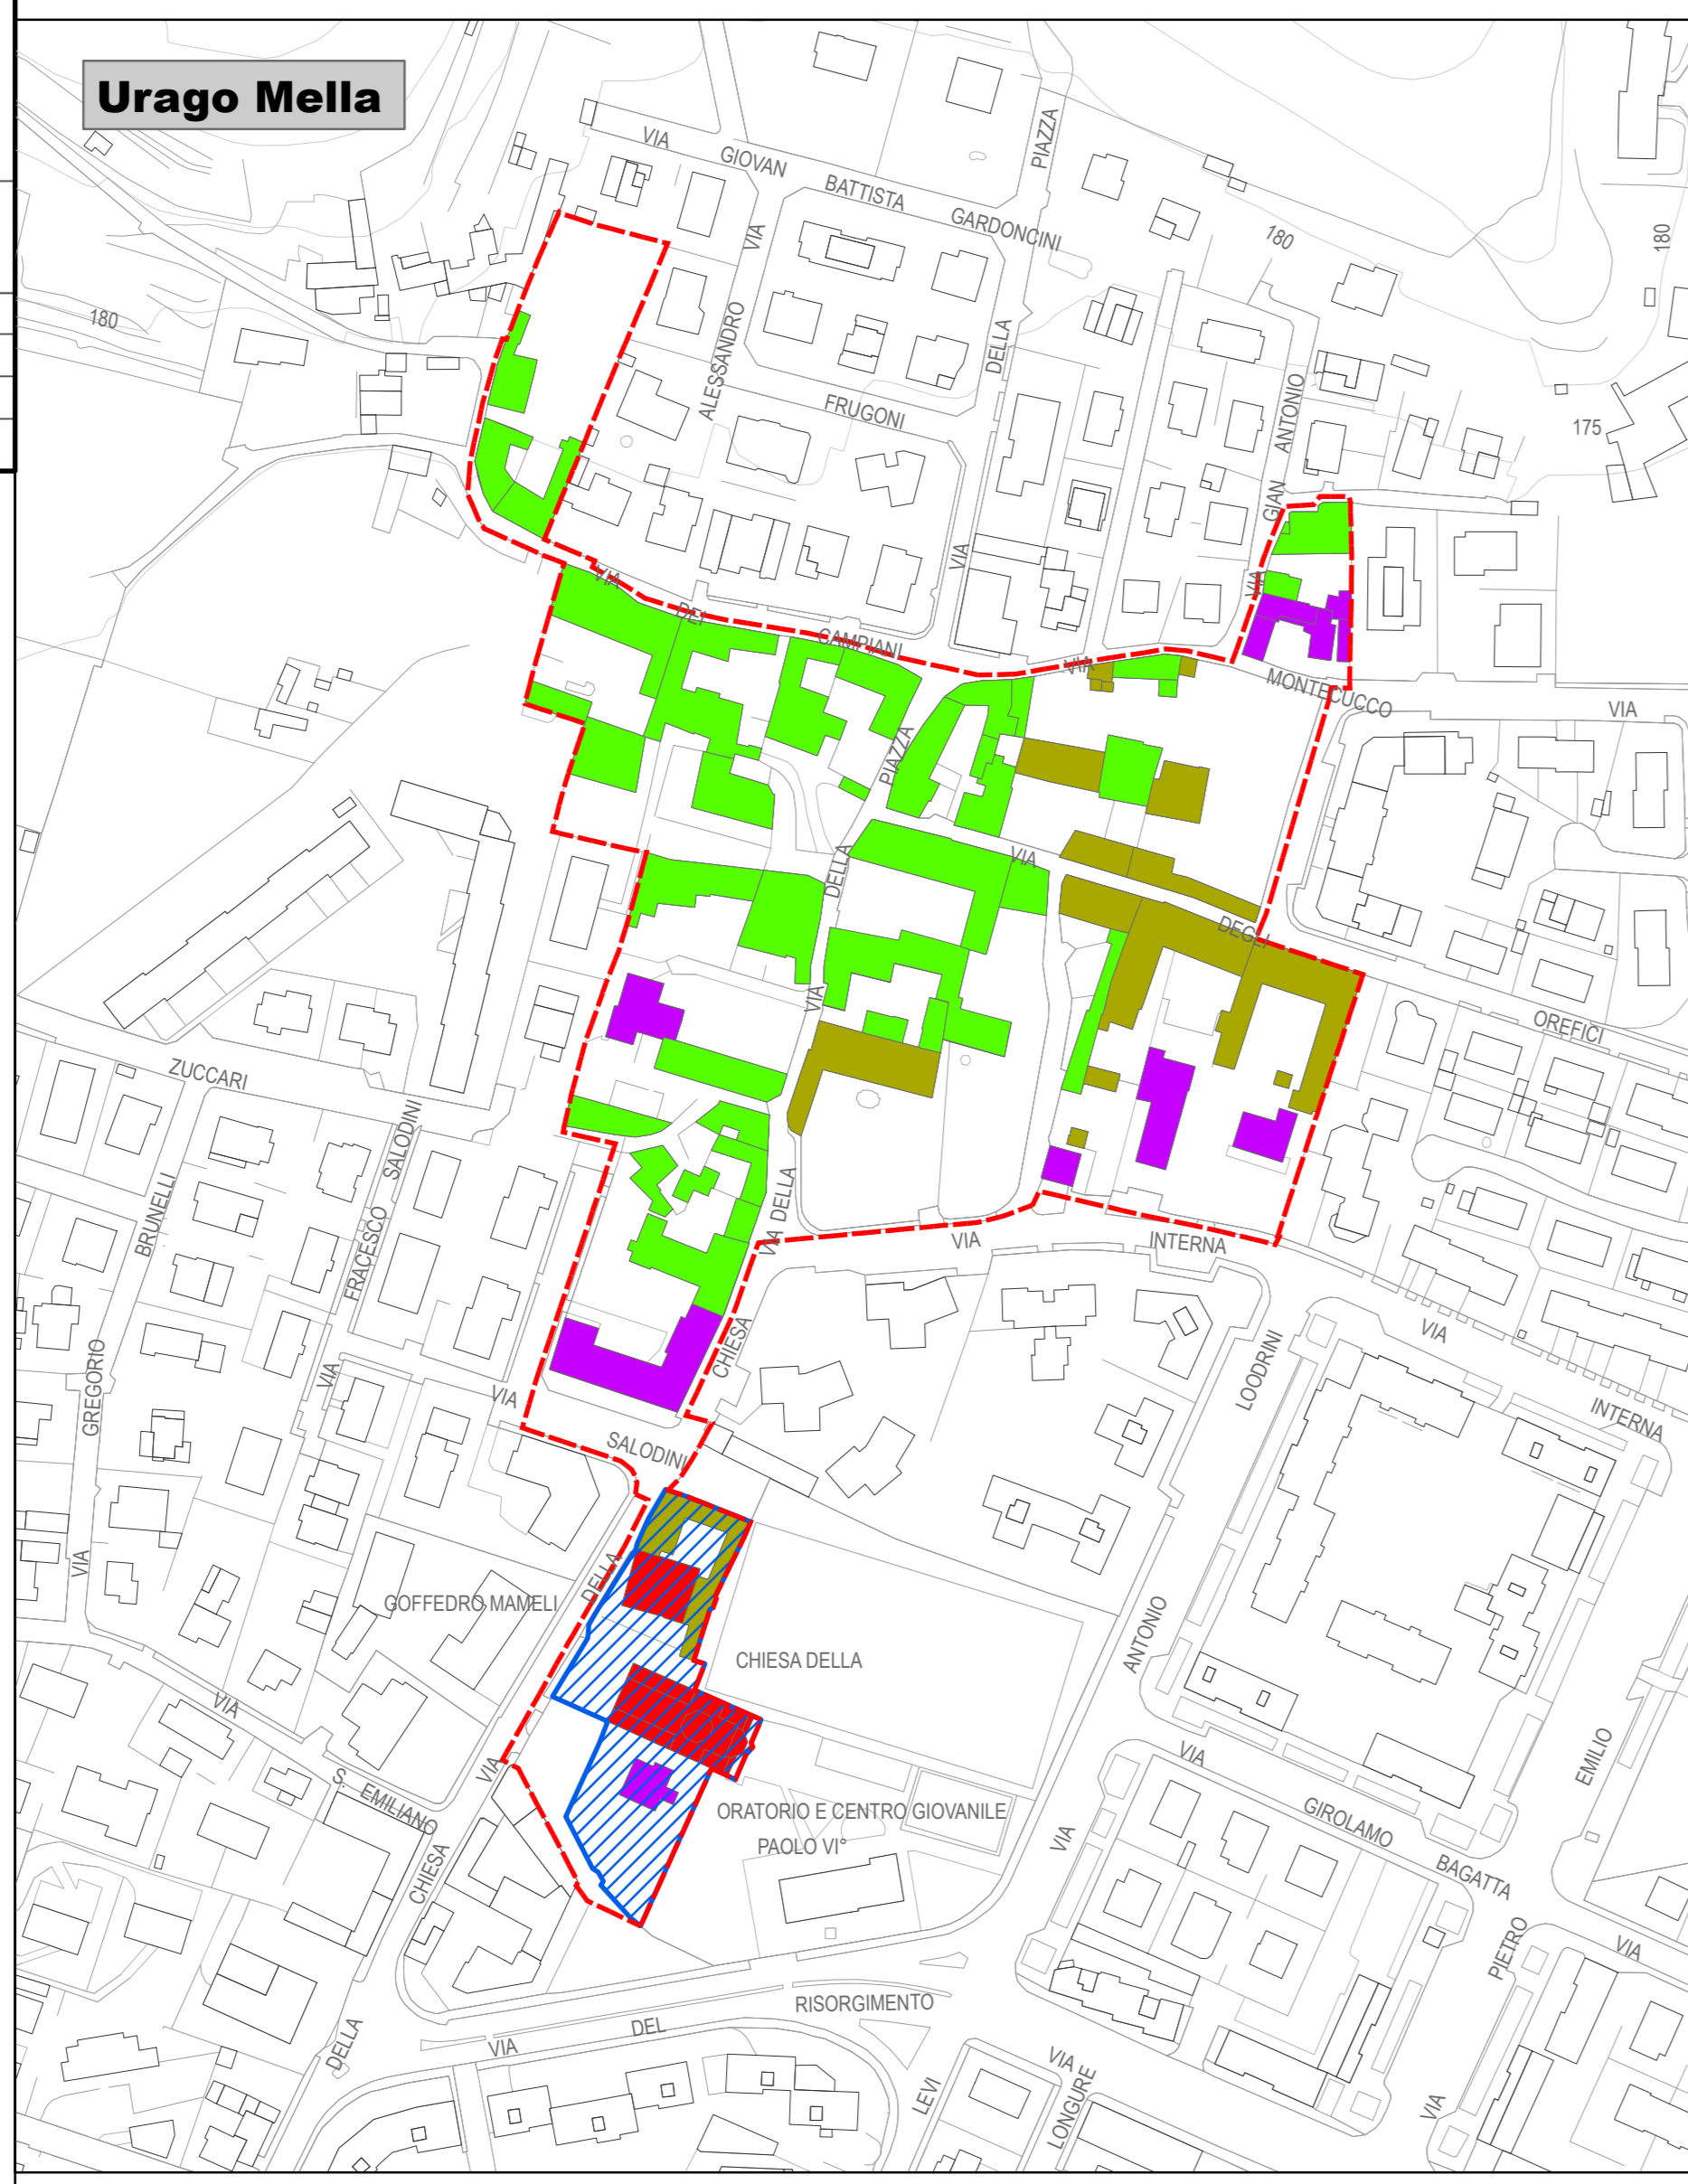 Urago Mella
VIA
GIOVAN
BATTISTA
GARDONCINI
PIAZZA
VIA
180
180
180
ALESSANDRO
DELLA
FRUGONI
ANTONIO
175
GIAN
VIA
VIA
VIA
DEI
CAMPIANI
VIA
MONTECUCCO
VIA
PIAZZA
VIA
DELLA
DEGLI
VIA
OREFICI
ZUCCARI
SALODINI
BRUNELLI
VIA DELLA
VIA
INTERNA
FRACESCO
CHIESA
VIA
LOODRINI
GREGORIO
VIA
VIA
INTERNA
SALODINI
VIA
DELLA
GOFFEDRO MAMELI
ANTONIO
CHIESA DELLA
VIA
VIA
VIA
EMILIO
S. EMILIANO
ORATORIO E CENTRO GIOVANILE
PAOLO VI°
GIROLAMO
VIA
BAGATTA
CHIESA
PIETRO
VIA
RISORGIMENTO
DEL
VIA
DELLA
VIA
LEVI
LONGURE
VIA